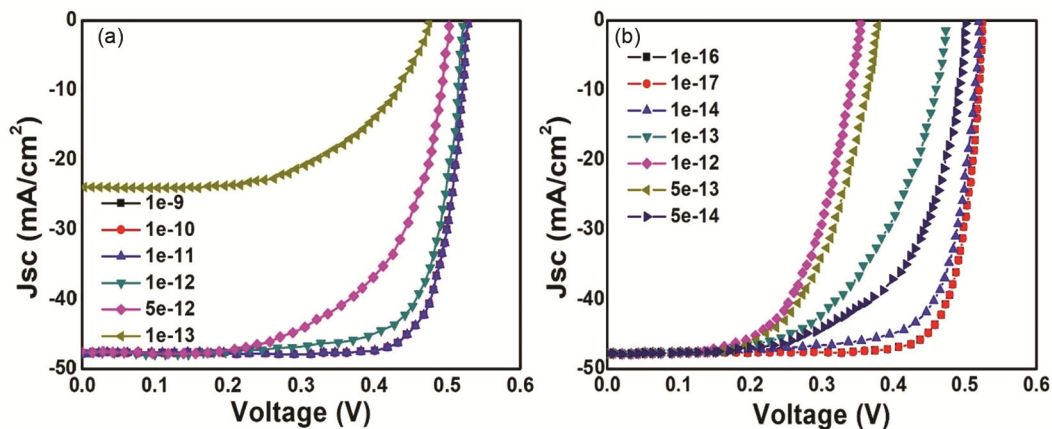 (a)
Jsc (mA/cm²)
0
-10
-20
-30
-40
-50
1e-9
1e-10
1e-11
1e-12
5e-12
1e-13
0.0 0.1 0.2 0.3 0.4 0.5 0.6
Voltage (V)
(b)
Jsc (mA/cm²)
0
-10
-20
-30
-40
-50
1e-16
1e-17
1e-14
1e-13
1e-12
5e-13
5e-14
0.0 0.1 0.2 0.3 0.4 0.5 0.6
Voltage (V)